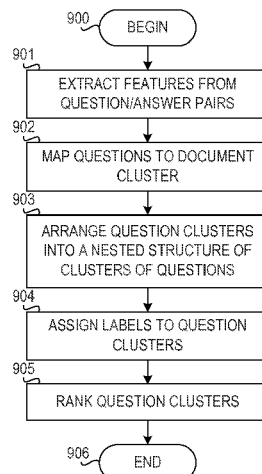 900
BEGIN
901
EXTRACT FEATURES FROM
QUESTION/ANSWER PAIRS
902
MAP QUESTIONS TO DOCUMENT
CLUSTER
903
ARRANGE QUESTION CLUSTERS
INTO A NESTED STRUCTURE OF
CLUSTERS OF QUESTIONS
904
ASSIGN LABELS TO QUESTION
CLUSTERS
905
RANK QUESTION CLUSTERS
906
END